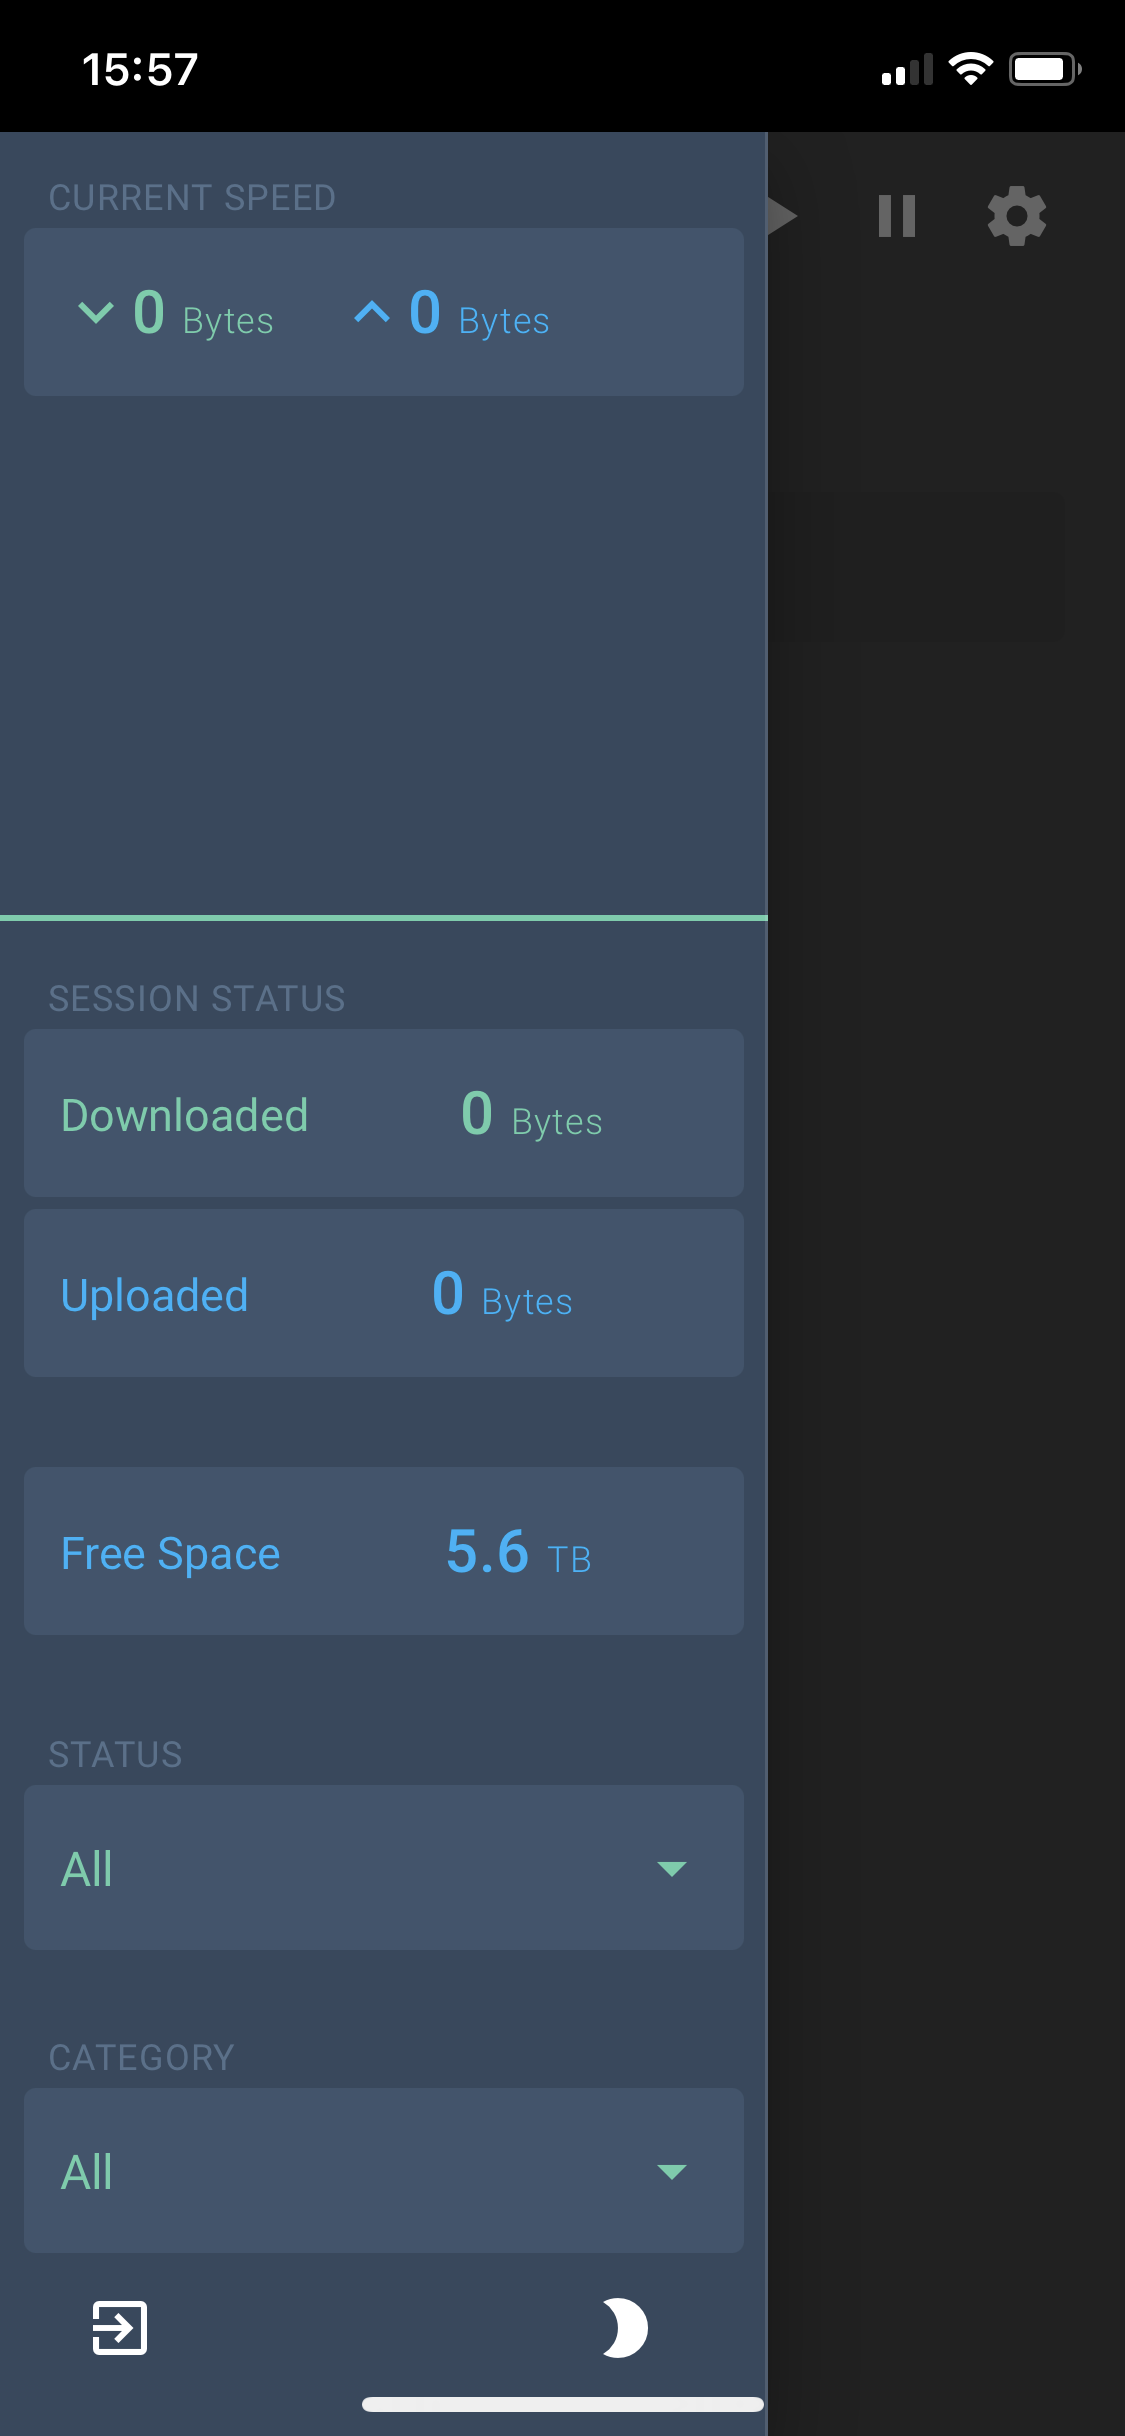 15:57
CURRENT SPEED
0 Bytes 0 Bytes
SESSION STATUS
Downloaded 0 Bytes
Uploaded 0 Bytes
Free Space 5.6 TB
STATUS
All
CATEGORY
All